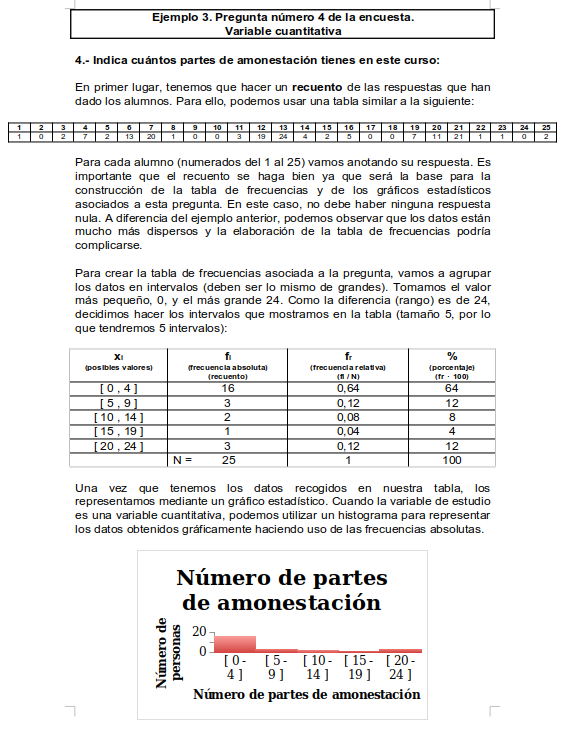 Ejemplo 3. Pregunta número 4 de la encuesta.
Variable cuantitativa
4.- Indica cuántos partes de amonestación tienes en este curso:
En primer lugar, tenemos que hacer un recuento de las respuestas que han
dado los alumnos. Para ello, podemos usar una tabla similar a la siguiente:
1 2 3 4 5 6 7 8 9 10 11 12 13 14 15 16 17 18 19 20 21 22 23 24 25
1 0 2 7 2 13 20 1 0 0 3 19 24 4 2 5 0 0 7 11 21 1 1 0 2
Para cada alumno (numerados del 1 al 25) vamos anotando su respuesta. Es
importante que el recuento se haga bien ya que será la base para la
construcción de la tabla de frecuencias y de los gráficos estadísticos
asociados a esta pregunta. En este caso, no debe haber ninguna respuesta
nula. A diferencia del ejemplo anterior, podemos observar que los datos están
mucho más dispersos y la elaboración de la tabla de frecuencias podría
complicarse.
Para crear la tabla de frecuencias asociada a la pregunta, vamos a agrupar
los datos en intervalos (deben ser lo mismo de grandes). Tomamos el valor
más pequeño, 0, y el más grande 24. Como la diferencia (rango) es de 24,
decidimos hacer los intervalos que mostramos en la tabla (tamaño 5, por lo
que tendremos 5 intervalos):
xi fi fr %
(posibles valores) (frecuencia absoluta) (frecuencia relativa) (porcentaje)
(recuento) (fi / N) (fr · 100)
[ 0 , 4 ] 16 0,64 64
[ 5 , 9 ] 3 0,12 12
[ 10 , 14 ] 2 0,08 8
[ 15 , 19 ] 1 0,04 4
[ 20 , 24 ] 3 0,12 12
N = 25 1 100
Una vez que tenemos los datos recogidos en nuestra tabla, los
representamos mediante un gráfico estadístico. Cuando la variable de estudio
es una variable cuantitativa, podemos utilizar un histograma para representar
los datos obtenidos gráficamente haciendo uso de las frecuencias absolutas.
Número de partes
de amonestación
Número de
personas
20
0
[ 0 - [ 5 - [ 10 - [ 15 - [ 20 -
4 ] 9 ] 14 ] 19 ] 24 ]
Número de partes de amonestación